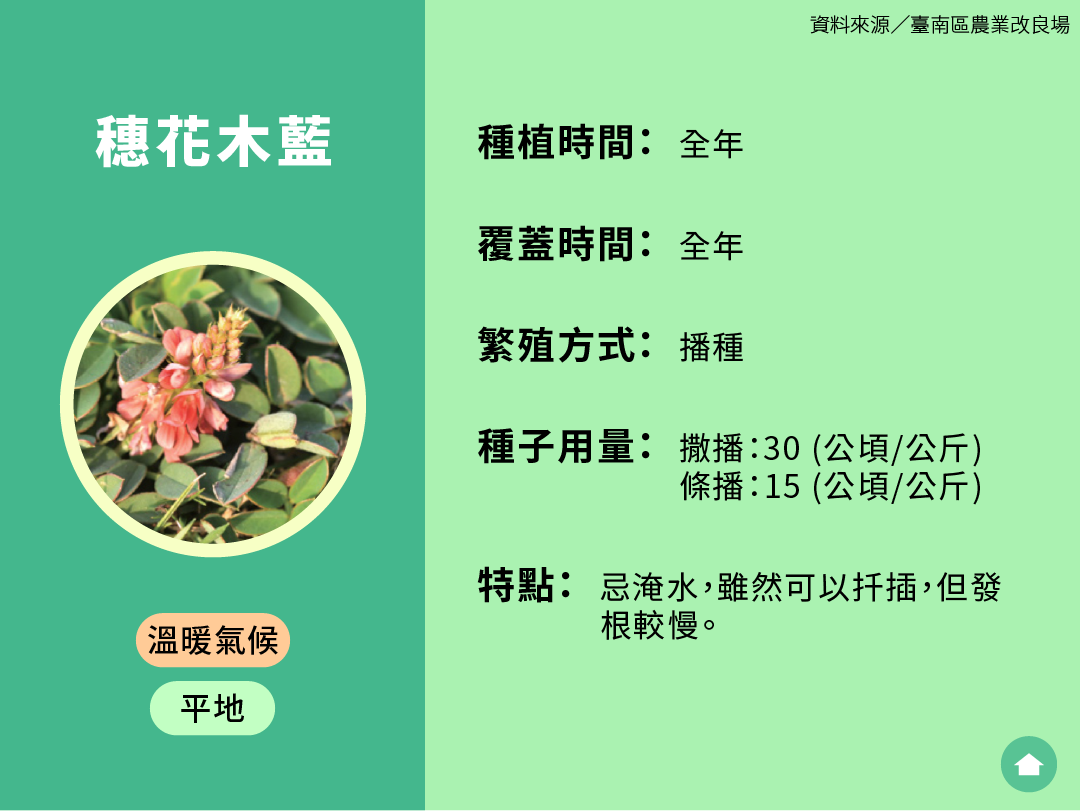 資料來源／臺南區農業改良場
穗花木藍
溫暖氣候
平地
種植時間： 全年
覆蓋時間： 全年
繁殖方式： 播種
種子用量： 撒播：30 (公頃/公斤)
條播：15 (公頃/公斤)
特點： 忌淹水，雖然可以扦插，但發
根較慢。